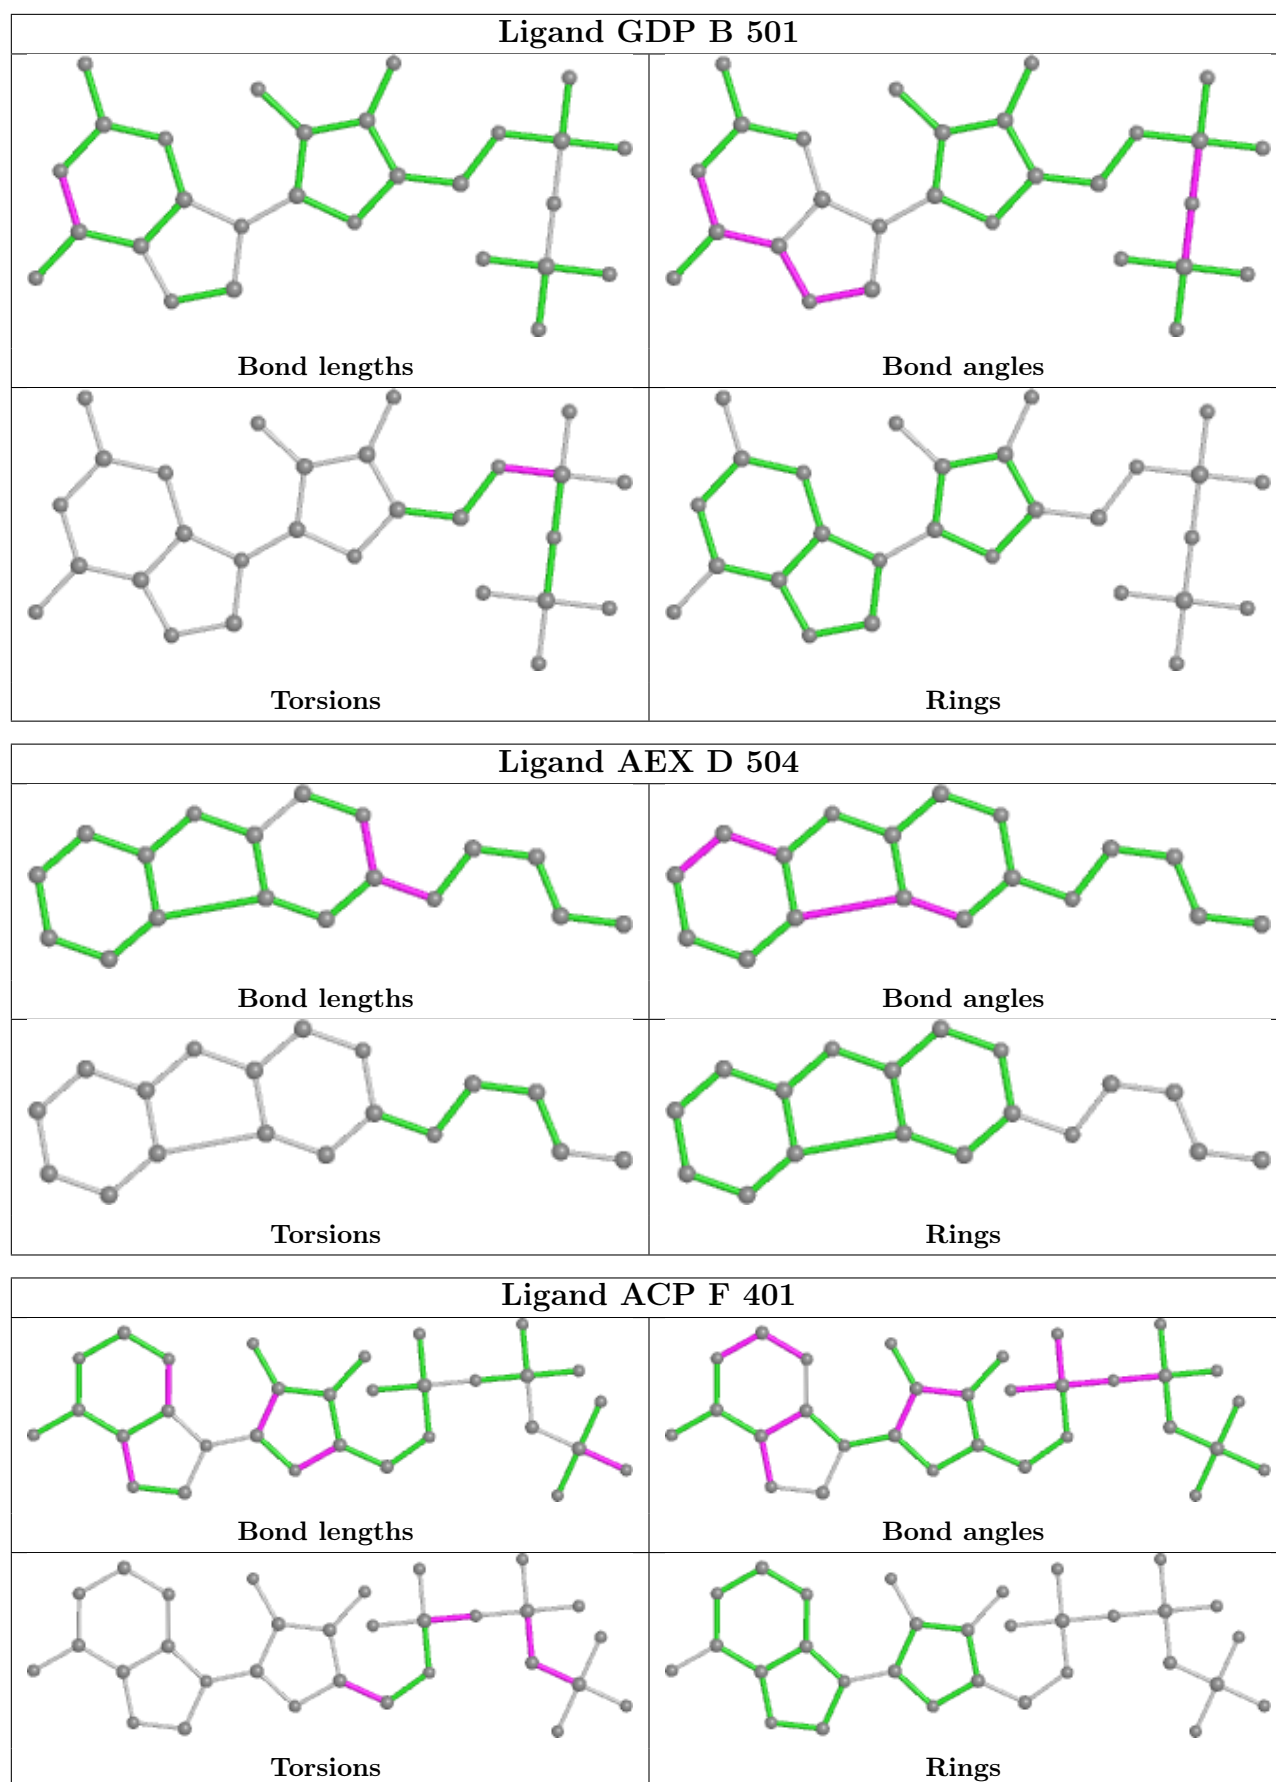 Ligand GDP B 501
Bond lengths
Bond angles
Torsions
Rings
Ligand AEX D 504
Bond lengths
Bond angles
Torsions
Rings
Ligand ACP F 401
Bond lengths
Bond angles
Torsions
Rings